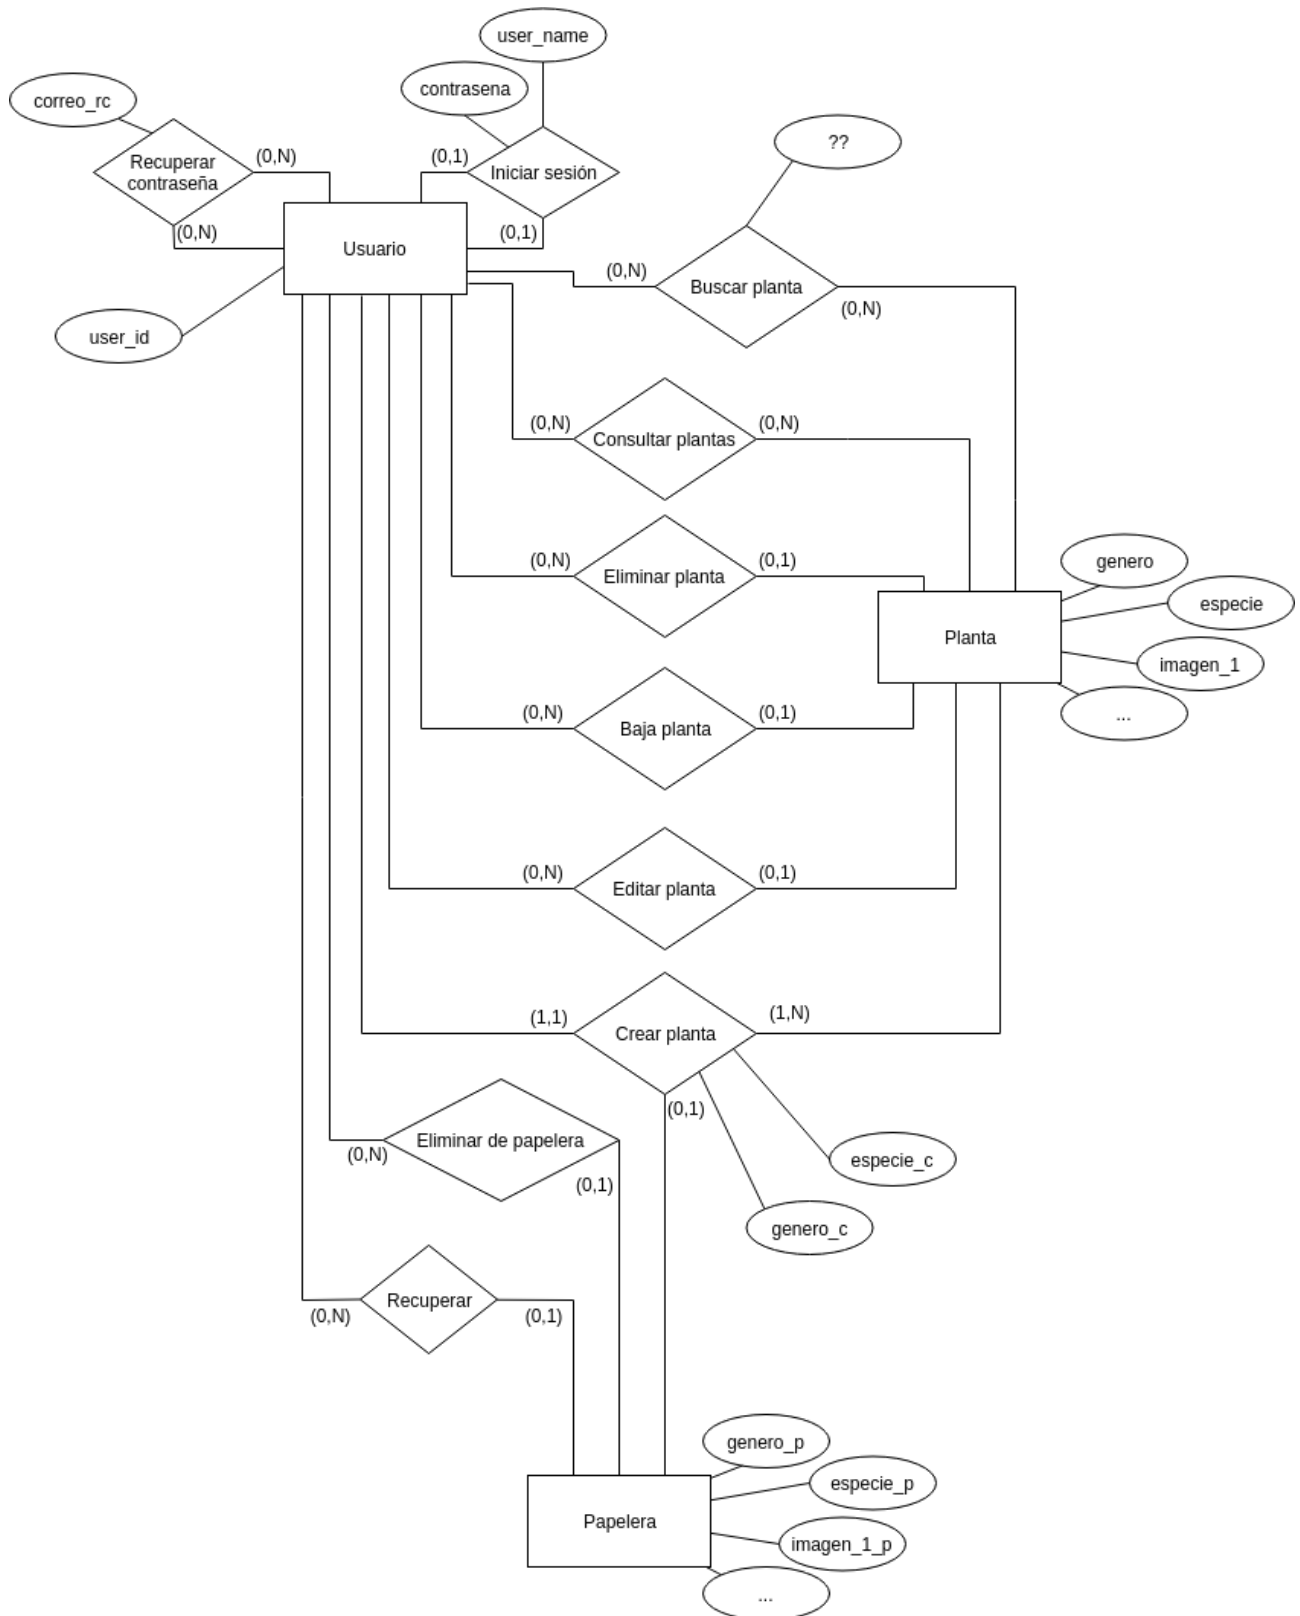 user_name
contrasena
correo_rc
Recuperar
contraseña
(0,N)
(0,1)
Iniciar sesión
??
(0,N)
(0,1)
Usuario
(0,N)
Buscar planta
(0,N)
user_id
(0,N)
Consultar plantas
(0,N)
(0,N)
Eliminar planta
(0,1)
genero
especie
Planta
imagen_1
...
(0,N)
Baja planta
(0,1)
(0,N)
Editar planta
(0,1)
(1,1)
Crear planta
(1,N)
(0,1)
Eliminar de papelera
(0,N)
(0,1)
especie_c
genero_c
Recuperar
(0,N)
(0,1)
genero_p
especie_p
Papelera
imagen_1_p
...